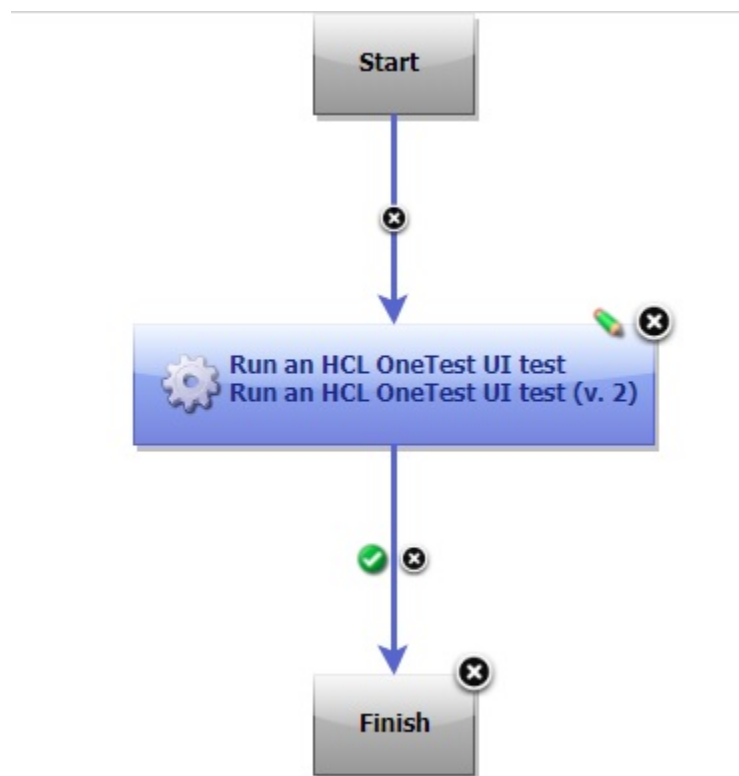 Start
Run an HCL OneTest UI test
Run an HCL OneTest UI test (v. 2)
Finish